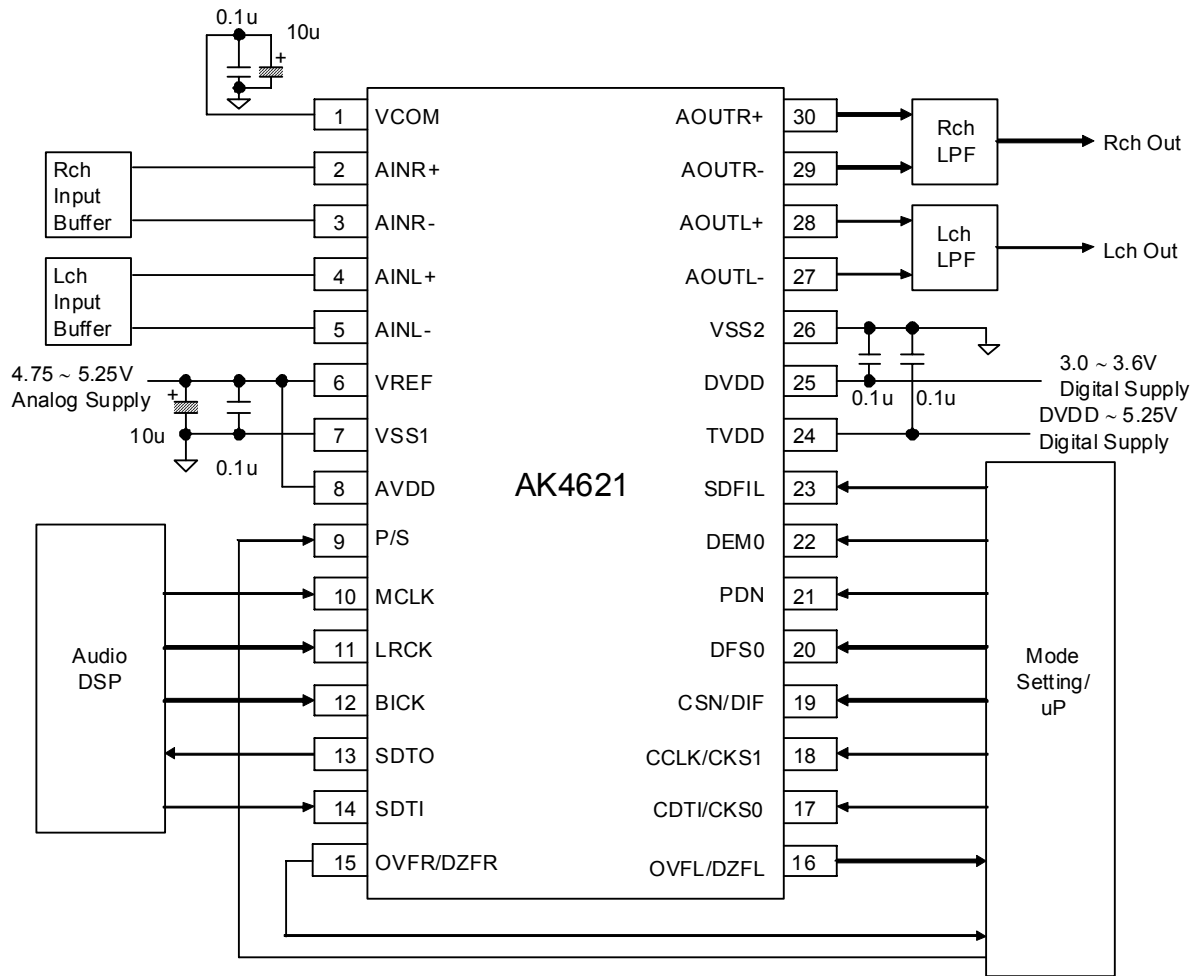 0.1u
10u
+
1 VCOM
2 AINR+
3 AINR-
4 AINL+
5 AINL-
6 VREF
7 VSS1
8 AVDD
9 P/S
10 MCLK
11 LRCK
12 BICK
13 SDTO
14 SDTI
15 OVFR/DZFR
Rch
Input
Buffer
Lch
Input
Buffer
4.75 ~ 5.25V
Analog Supply
+
10u
0.1u
Audio
DSP
AK4621
AOUTR+ 30
AOUTR- 29
AOUTL+ 28
AOUTL- 27
VSS2 26
DVDD 25
TVDD 24
SDFIL 23
DEM0 22
PDN 21
DFS0 20
CSN/DIF 19
CCLK/CKS1 18
CDTI/CKS0 17
OVFL/DZFL 16
Rch
LPF
Rch Out
Lch
LPF
Lch Out
0.1u
0.1u
3.0 ~ 3.6V
Digital Supply
DVDD ~ 5.25V
Digital Supply
Mode
Setting/
uP